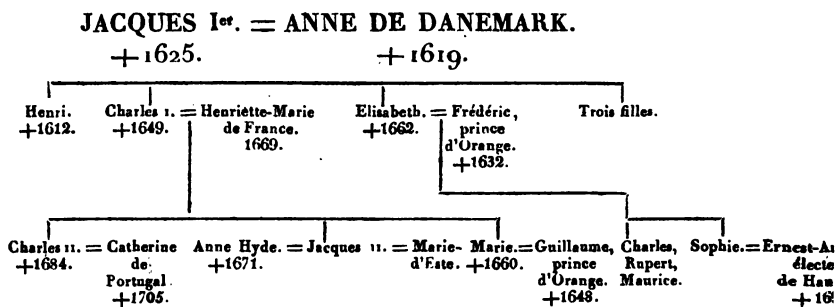 JACQUES Ier. = ANNE DE DANEMARK.
+1625. +1619.
Henri. Charles I. = Henriette-Marie Elisabeth. = Frédéric, Trois filles.
+1612. +1649. de France. +1662. prince
1669. d'Orange.
+1632.
Charles II. = Catherine Anne Hyde. = Jacques II. = Marie- Marie. = Guillaume, Charles, Sophie. = Ernest-Au
+1684. de +1671. d'Este. +1660. prince Rupert, électe
Portugal d'Orange. Maurice. de Han
+1705. +1648.